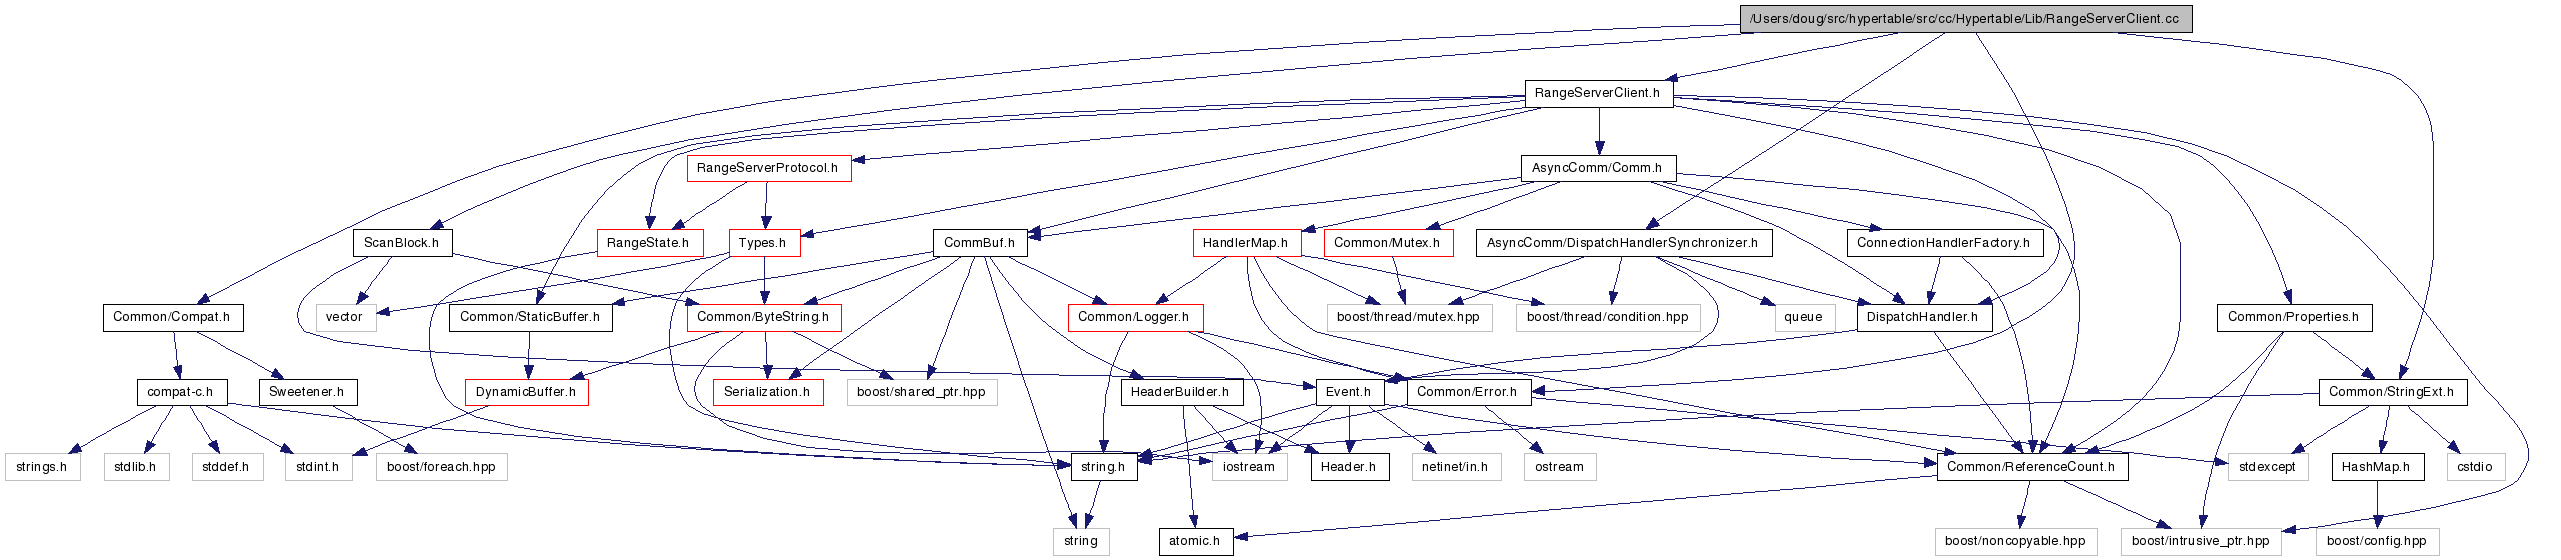 /Users/doug/src/hypertable/src/cc/Hypertable/Lib/RangeServerClient.cc
RangeServerClient.h
RangeServerProtocol.h
AsyncComm/Comm.h
ScanBlock.h
RangeState.h
Types.h
CommBuf.h
HandlerMap.h
Common/Mutex.h
AsyncComm/DispatchHandlerSynchronizer.h
ConnectionHandlerFactory.h
Common/Compat.h
vector
Common/StaticBuffer.h
Common/ByteString.h
Common/Logger.h
boost/thread/mutex.hpp
boost/thread/condition.hpp
queue
DispatchHandler.h
Common/Properties.h
compat-c.h
Sweetener.h
DynamicBuffer.h
Serialization.h
boost/shared_ptr.hpp
HeaderBuilder.h
Event.h
Common/Error.h
Common/StringExt.h
strings.h
stdlib.h
stddef.h
stdint.h
boost/foreach.hpp
string.h
iostream
Header.h
netinet/in.h
ostream
Common/ReferenceCount.h
stdexcept
HashMap.h
cstdio
string
atomic.h
boost/noncopyable.hpp
boost/intrusive_ptr.hpp
boost/config.hpp